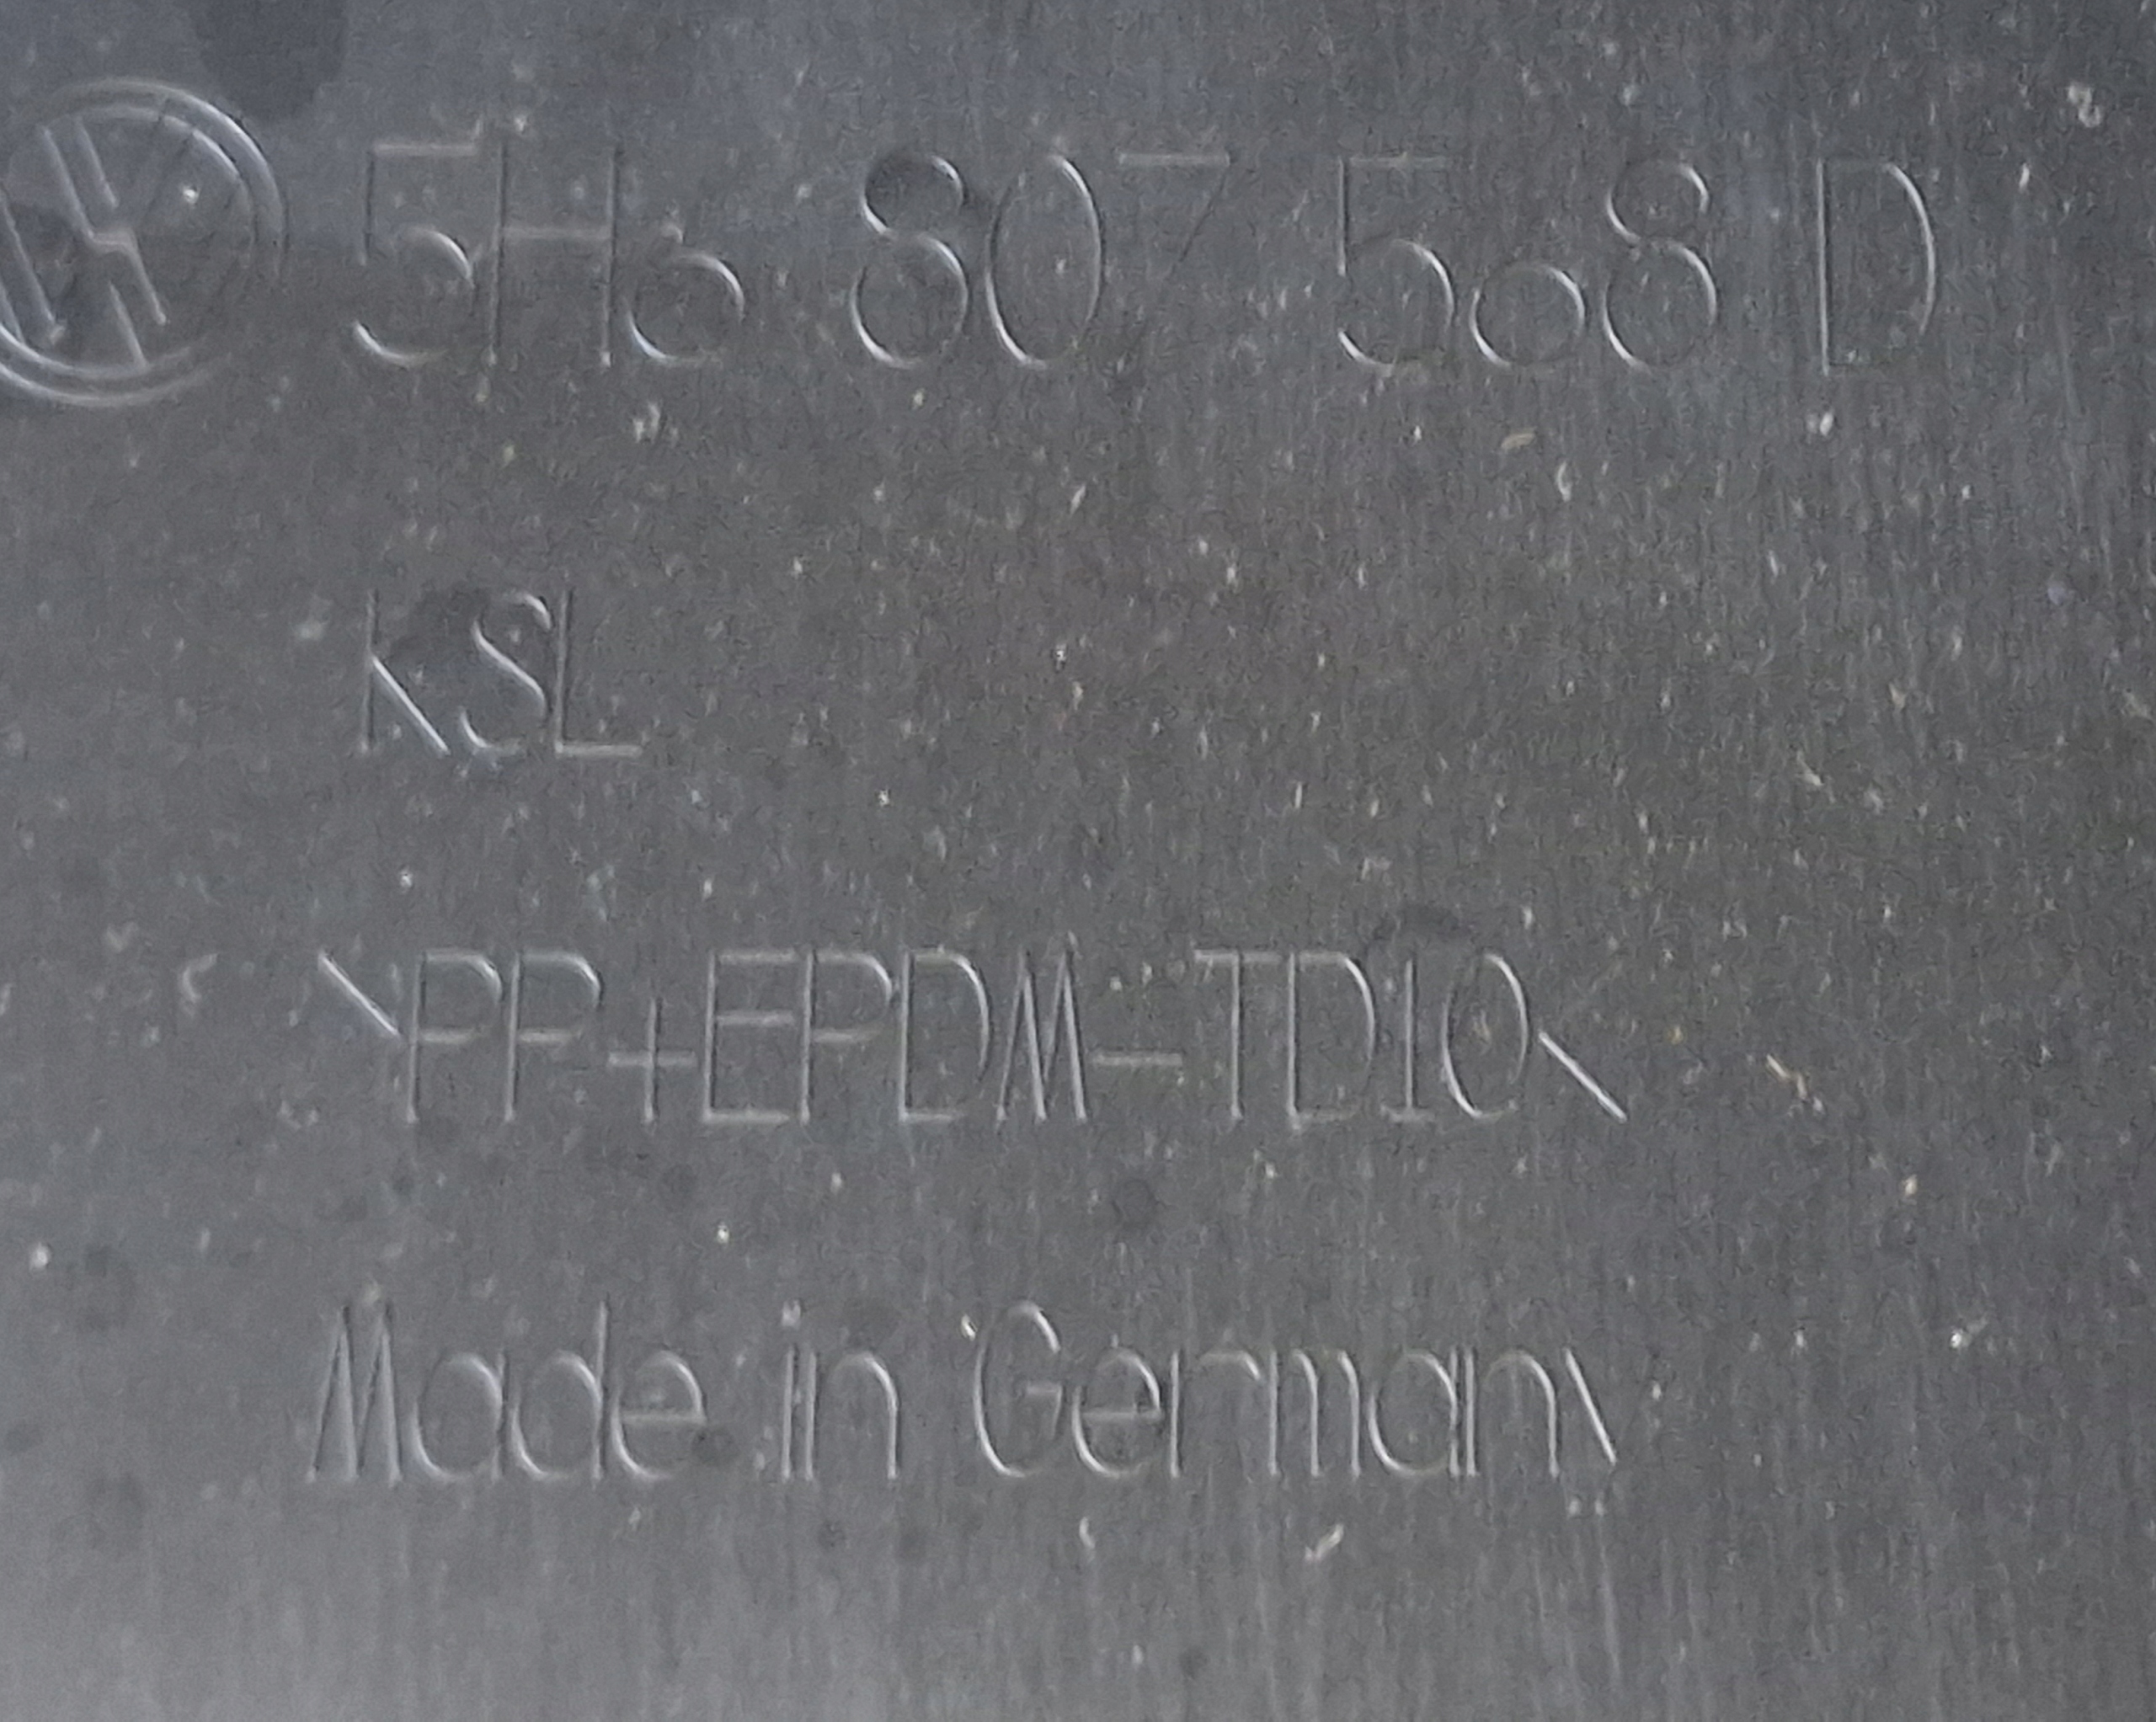 5H6 807 568 D
KSL
>PP+EPDM-TD10<
Made in Germany